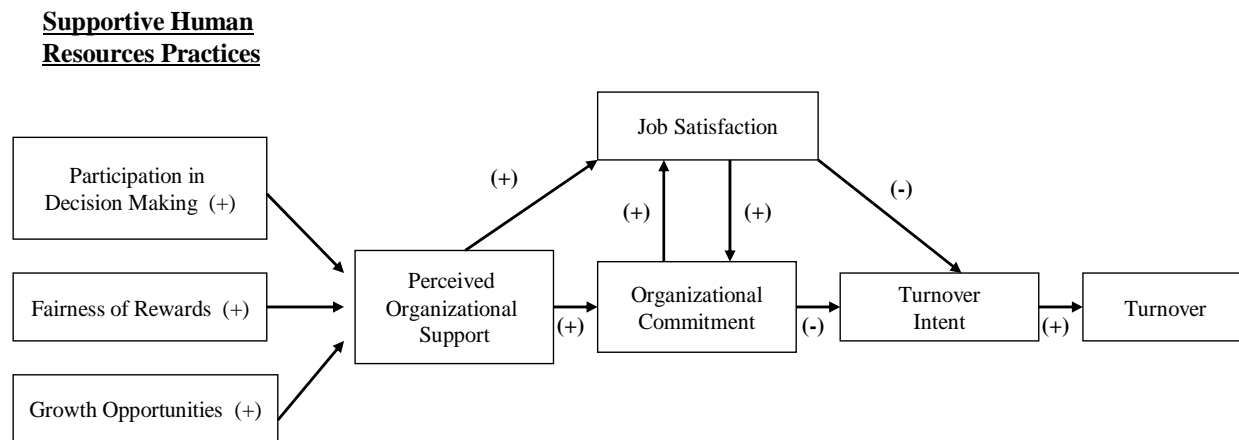 Supportive Human
Resources Practices
Job Satisfaction
Participation in
Decision Making (+)
(+)
(-)
(+)
(+)
Perceived
Organizational
Support
Organizational
Commitment
Turnover
Intent
Turnover
Fairness of Rewards (+)
(+)
(-)
(+)
Growth Opportunities (+)